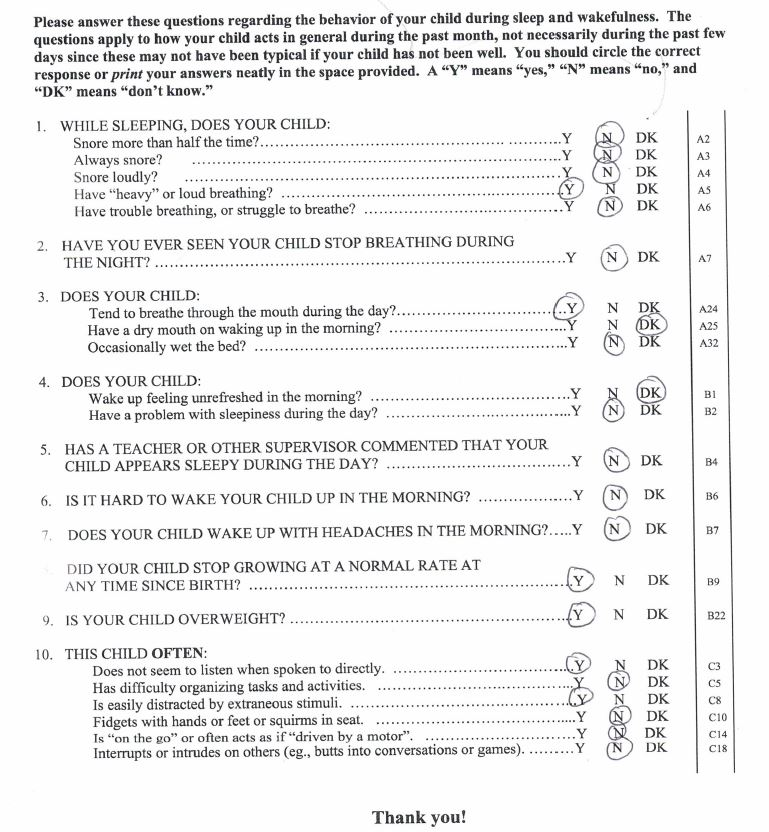 Please answer these questions regarding the behavior of your child during sleep and wakefulness. The
questions apply to how your child acts in general during the past month, not necessarily during the past few
days since these may not have been typical if your child has not been well. You should circle the correct
response or print your answers neatly in the space provided. A “Y” means “yes,” “N” means “no,” and
“DK” means “don’t know.”
1. WHILE SLEEPING, DOES YOUR CHILD:
Snore more than half the time?.......................................................... Y N DK A2
Always snore? .......................................................... Y N DK A3
Snore loudly? .......................................................... Y N DK A4
Have “heavy” or loud breathing? .......................................................... Y N DK A5
Have trouble breathing, or struggle to breathe? ........................................ Y N DK A6
2. HAVE YOU EVER SEEN YOUR CHILD STOP BREATHING DURING
THE NIGHT? .......................................................... Y N DK A7
3. DOES YOUR CHILD:
Tend to breathe through the mouth during the day?.............................. Y N DK A24
Have a dry mouth on waking up in the morning? .............................. Y N DK A25
Occasionally wet the bed? .......................................................... Y N DK A32
4. DOES YOUR CHILD:
Wake up feeling unrefreshed in the morning? .............................. Y N DK B1
Have a problem with sleepiness during the day? .............................. Y N DK B2
5. HAS A TEACHER OR OTHER SUPERVISOR COMMENTED THAT YOUR
CHILD APPEARS SLEEPY DURING THE DAY? .............................. Y N DK B4
6. IS IT HARD TO WAKE YOUR CHILD UP IN THE MORNING? ............... Y N DK B6
7. DOES YOUR CHILD WAKE UP WITH HEADACHES IN THE MORNING?..... Y N DK B7
DID YOUR CHILD STOP GROWING AT A NORMAL RATE AT
ANY TIME SINCE BIRTH? .......................................................... Y N DK B9
9. IS YOUR CHILD OVERWEIGHT? .................................................. Y N DK B22
10. THIS CHILD OFTEN:
Does not seem to listen when spoken to directly. .............................. Y N DK C3
Has difficulty organizing tasks and activities. .............................. Y N DK C5
Is easily distracted by extraneous stimuli. .............................. Y N DK C8
Fidgets with hands or feet or squirms in seat. .............................. Y N DK C10
Is “on the go” or often acts as if “driven by a motor”. .................... Y N DK C14
Interrupts or intrudes on others (eg., butts into conversations or games). ......... Y N DK C18
Thank you!